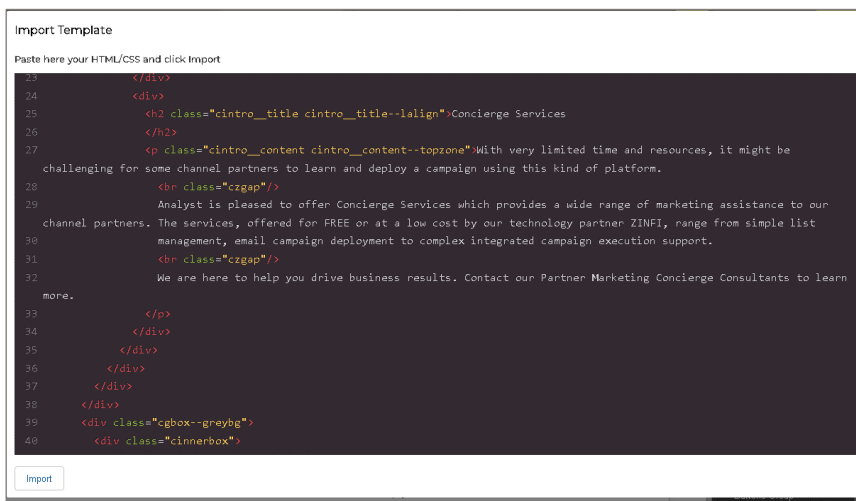 Import Template
Paste here your HTML/CSS and click Import
23 </div>
24 <div>
25 <h2 class="cintro__title cintro__title--lalign">Concierge Services
26 </h2>
27 <p class="cintro__content cintro__content--topzone">With very limited time and resources, it might be
challenging for some channel partners to learn and deploy a campaign using this kind of platform.
28 <br class="czgap"/>
29 Analyst is pleased to offer Concierge Services which provides a wide range of marketing assistance to our
channel partners. The services, offered for FREE or at a low cost by our technology partner ZINFI, range from simple list
30 management, email campaign deployment to complex integrated campaign execution support.
31 <br class="czgap"/>
32 We are here to help you drive business results. Contact our Partner Marketing Concierge Consultants to learn
more.
33 </p>
34 </div>
35 </div>
36 </div>
37 </div>
38 </div>
39 <div class="cgbox--greybg">
40 <div class="cinnerbox">
Import